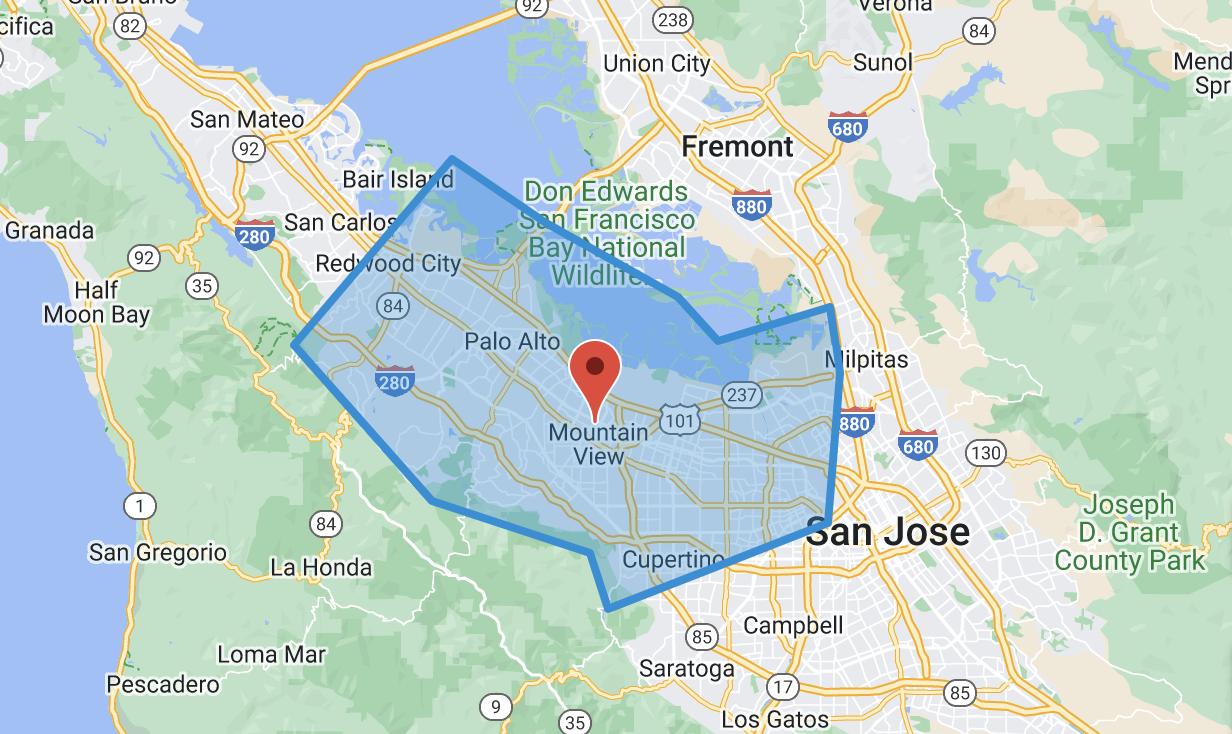 San Bruno
92
238
Verona
cifica
82
84
Union City
Sunol
Mend
Spr
San Mateo
680
92
Fremont
Bair Island
Don Edwards
San Francisco
Bay National
Wildlife
880
San Carlos
Granada
280
92
Redwood City
35
Half
Moon Bay
84
Palo Alto
Milpitas
280
237
101
880
Mountain
View
680
130
1
Joseph
D. Grant
County Park
84
San Jose
San Gregorio
La Honda
Cupertino
Campbell
85
Loma Mar
Saratoga
Pescadero
17
85
9
35
Los Gatos